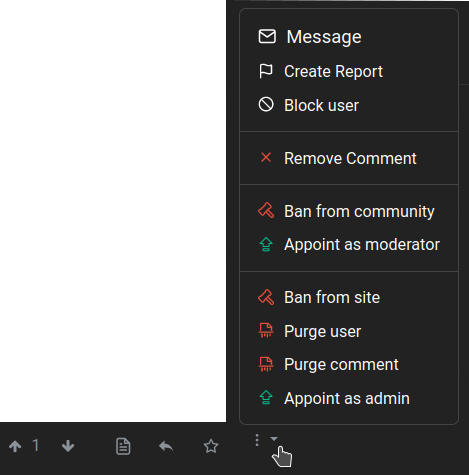 Message
Create Report
Block user
Remove Comment
Ban from community
Appoint as moderator
Ban from site
Purge user
Purge comment
Appoint as admin
1